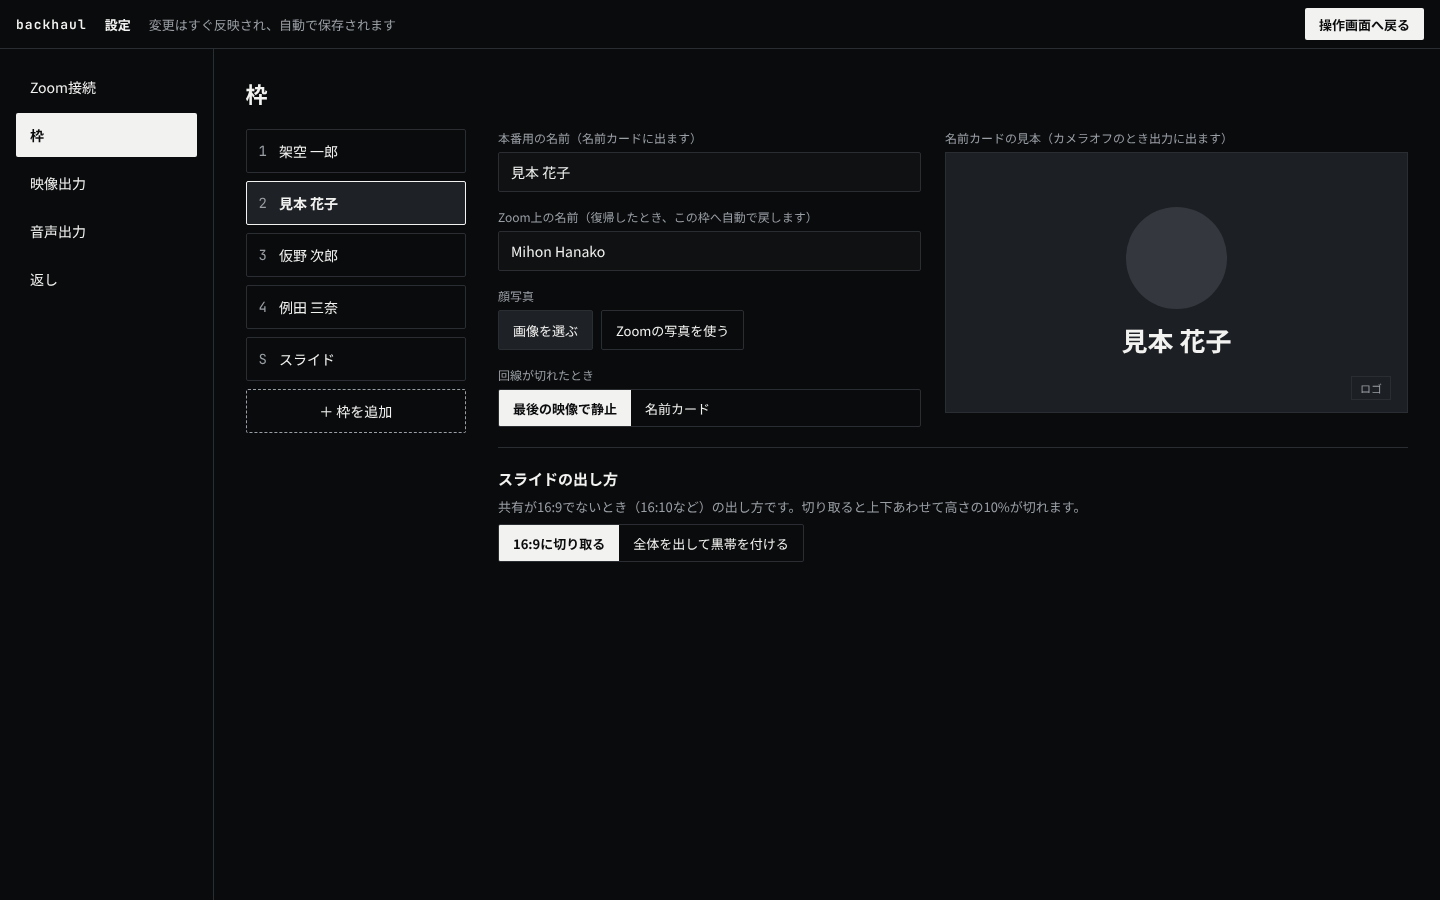 backhaul 設定 変更はすぐ反映され、自動で保存されます 操作画面へ戻る
Zoom接続
枠
映像出力
音声出力
返し
枠
1 架空 一郎
2 見本 花子
3 仮野 次郎
4 例田 三奈
S スライド
＋ 枠を追加
本番用の名前（名前カードに出ます）
見本 花子
Zoom上の名前（復帰したとき、この枠へ自動で戻します）
Mihon Hanako
顔写真
画像を選ぶ Zoomの写真を使う
回線が切れたとき
最後の映像で静止 名前カード
名前カードの見本（カメラオフのとき出力に出ます）
見本 花子
ロゴ
スライドの出し方
共有が16:9でないとき（16:10など）の出し方です。切り取ると上下あわせて高さの10%が切れます。
16:9に切り取る 全体を出して黒帯を付ける